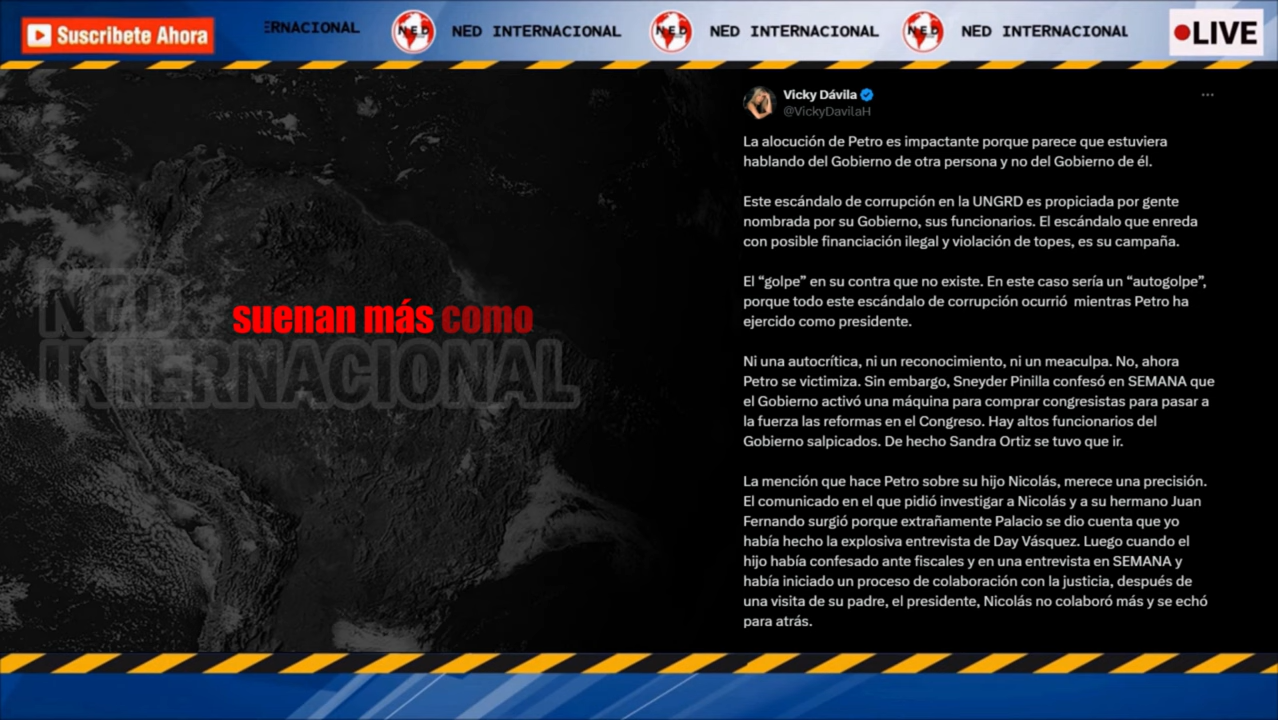 Suscribete Ahora
ERNACIONAL
NED
NED INTERNACIONAL
NED
NED INTERNACIONAL
NED
NED INTERNACIONAL
LIVE
NED
INTERNACIONAL
suenan más como
Vicky Dávila
@VickyDavilaH
La alocución de Petro es impactante porque parece que estuviera
hablando del Gobierno de otra persona y no del Gobierno de él.
Este escándalo de corrupción en la UNGRD es propiciada por gente
nombrada por su Gobierno, sus funcionarios. El escándalo que enreda
con posible financiación ilegal y violación de topes, es su campaña.
El “golpe” en su contra que no existe. En este caso sería un “autogolpe”,
porque todo este escándalo de corrupción ocurrió mientras Petro ha
ejercido como presidente.
Ni una autocrítica, ni un reconocimiento, ni un meaculpa. No, ahora
Petro se victimiza. Sin embargo, Sneyder Pinilla confesó en SEMANA que
el Gobierno activó una máquina para comprar congresistas para pasar a
la fuerza las reformas en el Congreso. Hay altos funcionarios del
Gobierno salpicados. De hecho Sandra Ortiz se tuvo que ir.
La mención que hace Petro sobre su hijo Nicolás, merece una precisión.
El comunicado en el que pidió investigar a Nicolás y a su hermano Juan
Fernando surgió porque extrañamente Palacio se dio cuenta que yo
había hecho la explosiva entrevista de Day Vásquez. Luego cuando el
hijo había confesado ante fiscales y en una entrevista en SEMANA y
había iniciado un proceso de colaboración con la justicia, después de
una visita de su padre, el presidente, Nicolás no colaboró más y se echó
para atrás.